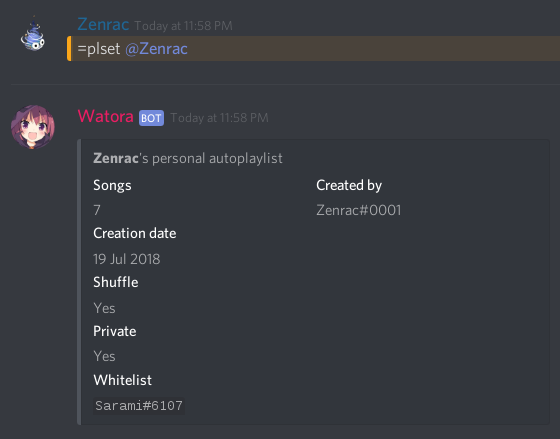 Zenrac Today at 11:58 PM
=plset @Zenrac
Watora BOT Today at 11:58 PM
Zenrac's personal autoplaylist
Songs Created by
7 Zenrac#0001
Creation date
19 Jul 2018
Shuffle
Yes
Private
Yes
Whitelist
Sarami#6107